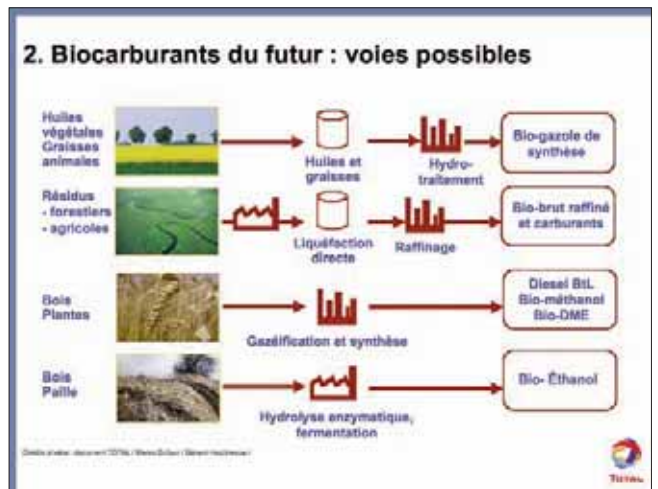 2. Biocarburants du futur : voies possibles
Huiles
végétales
Graisses
animales
Huiles et
graisses
Hydro-
traitement
Bio-gazole de
synthèse
Résidus
- forestiers
- agricoles
Liquéfaction
directe
Raffinage
Bio-brut raffiné
et carburants
Bois
Plantes
Gazéification et synthèse
Diesel BtL
Bio-méthanol
Bio-DME
Bois
Paille
Hydrolyse enzymatique,
fermentation
Bio- Éthanol
document TOTAL /
TOTAL